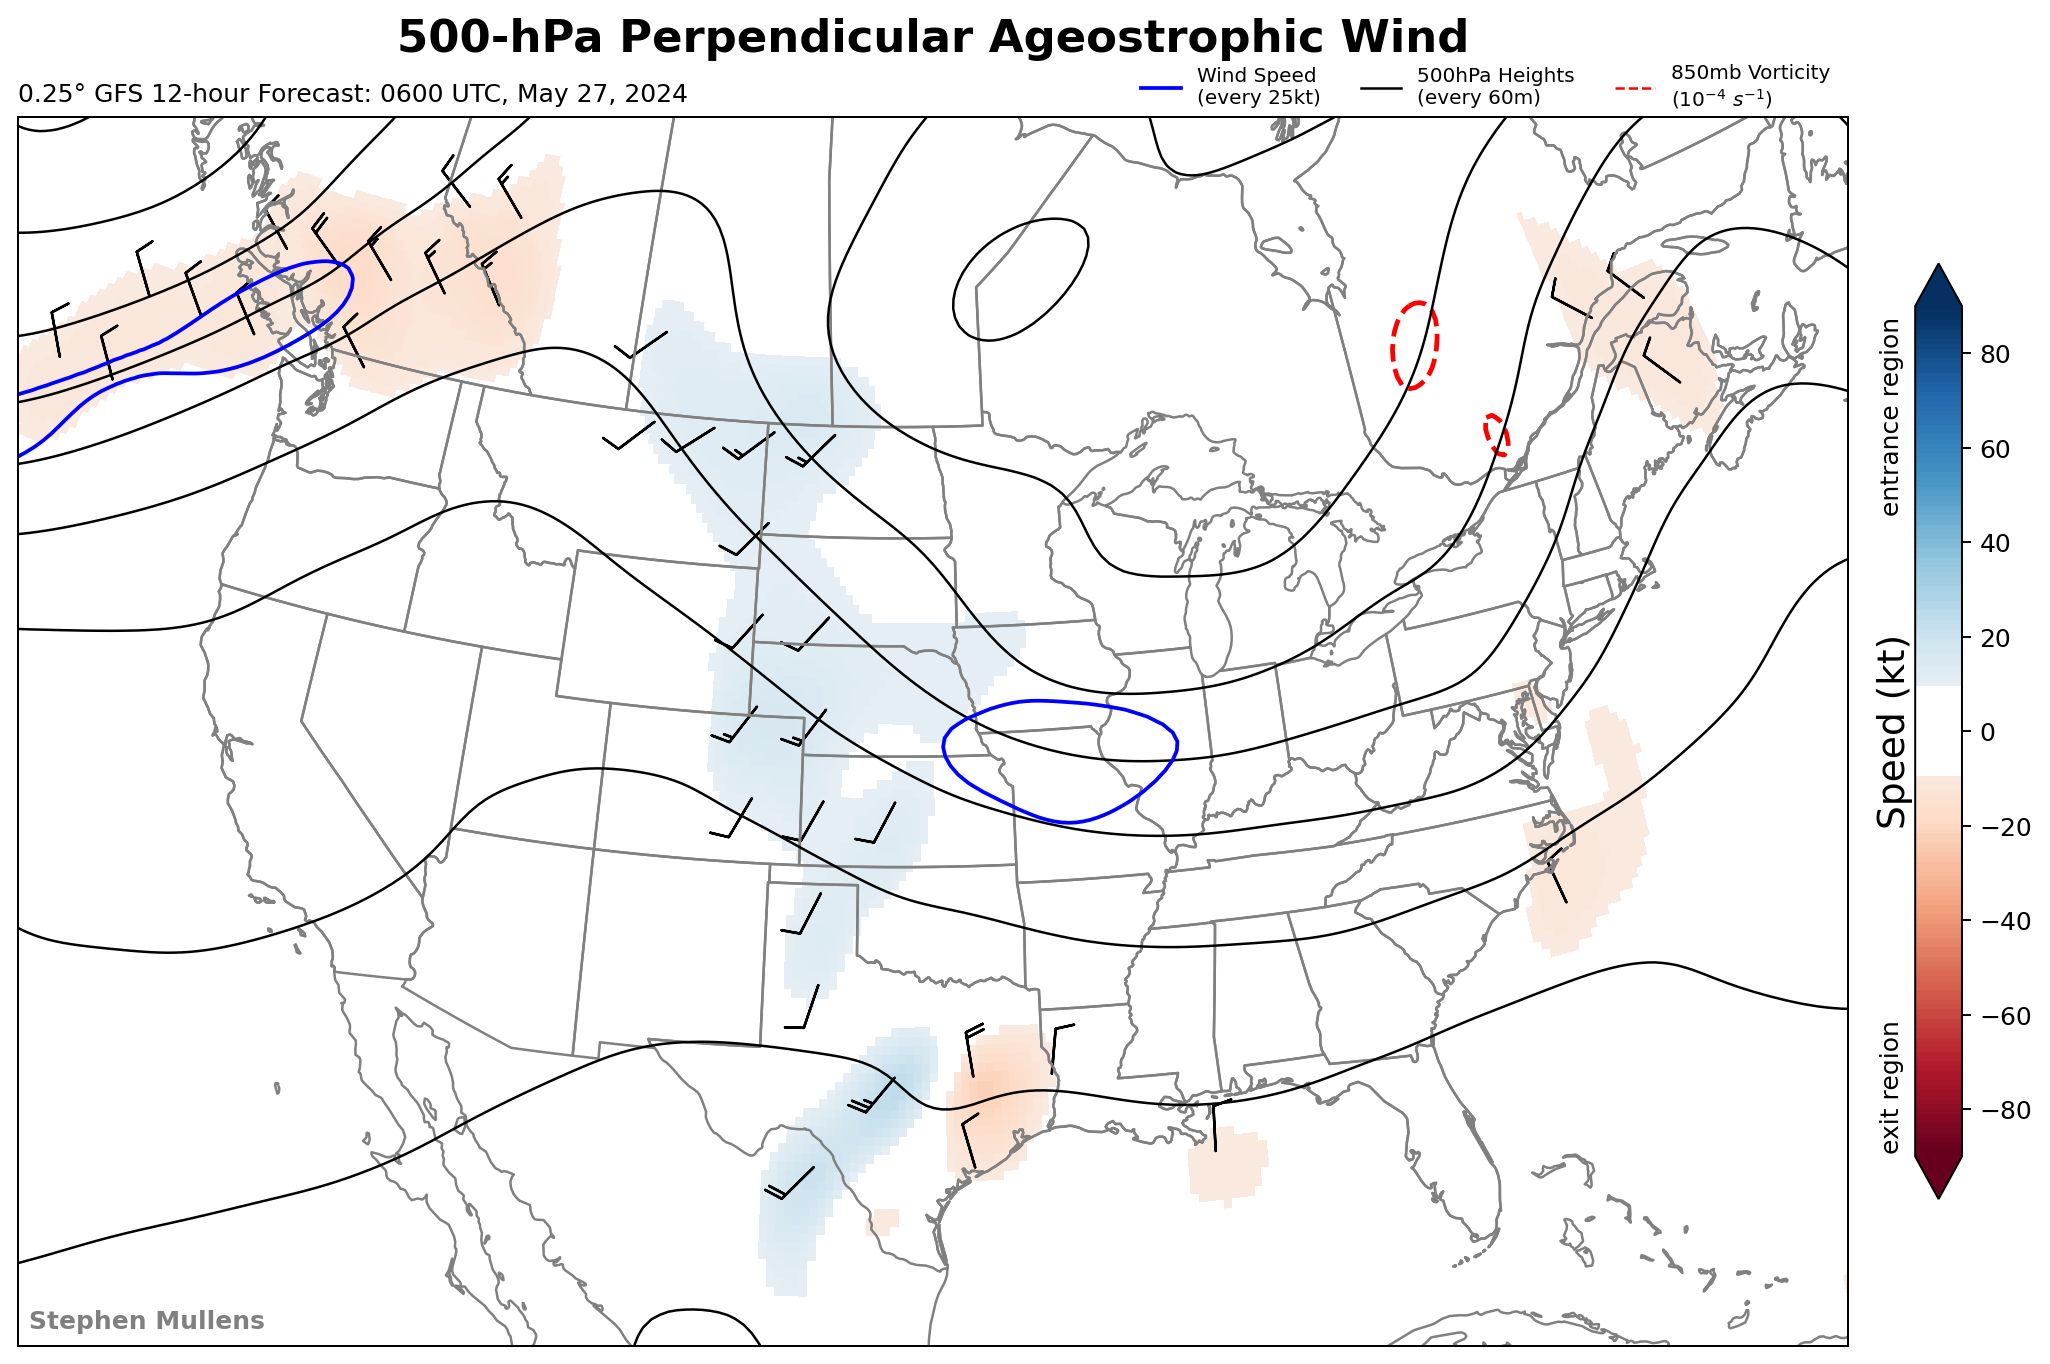 500-hPa Perpendicular Ageostrophic Wind
0.25° GFS 12-hour Forecast: 0600 UTC, May 27, 2024
Wind Speed
(every 25kt)
500hPa Heights
(every 60m)
850mb Vorticity
(10⁻⁴ s⁻¹)
entrance region
exit region
Speed (kt)
80
60
40
20
0
−20
−40
−60
−80
Stephen Mullens